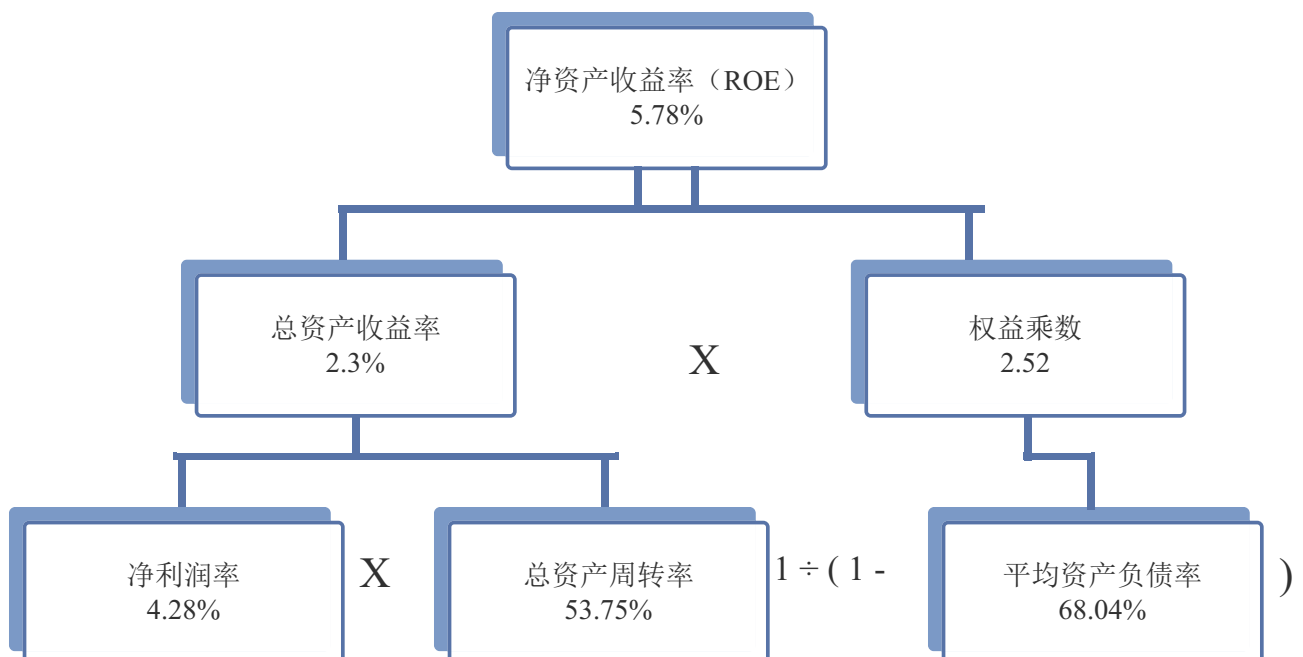 净资产收益率（ROE）
5.78%
总资产收益率
2.3%
X
权益乘数
2.52
净利润率
4.28%
X
总资产周转率
53.75%
1 ÷ ( 1 -
平均资产负债率
68.04%
)